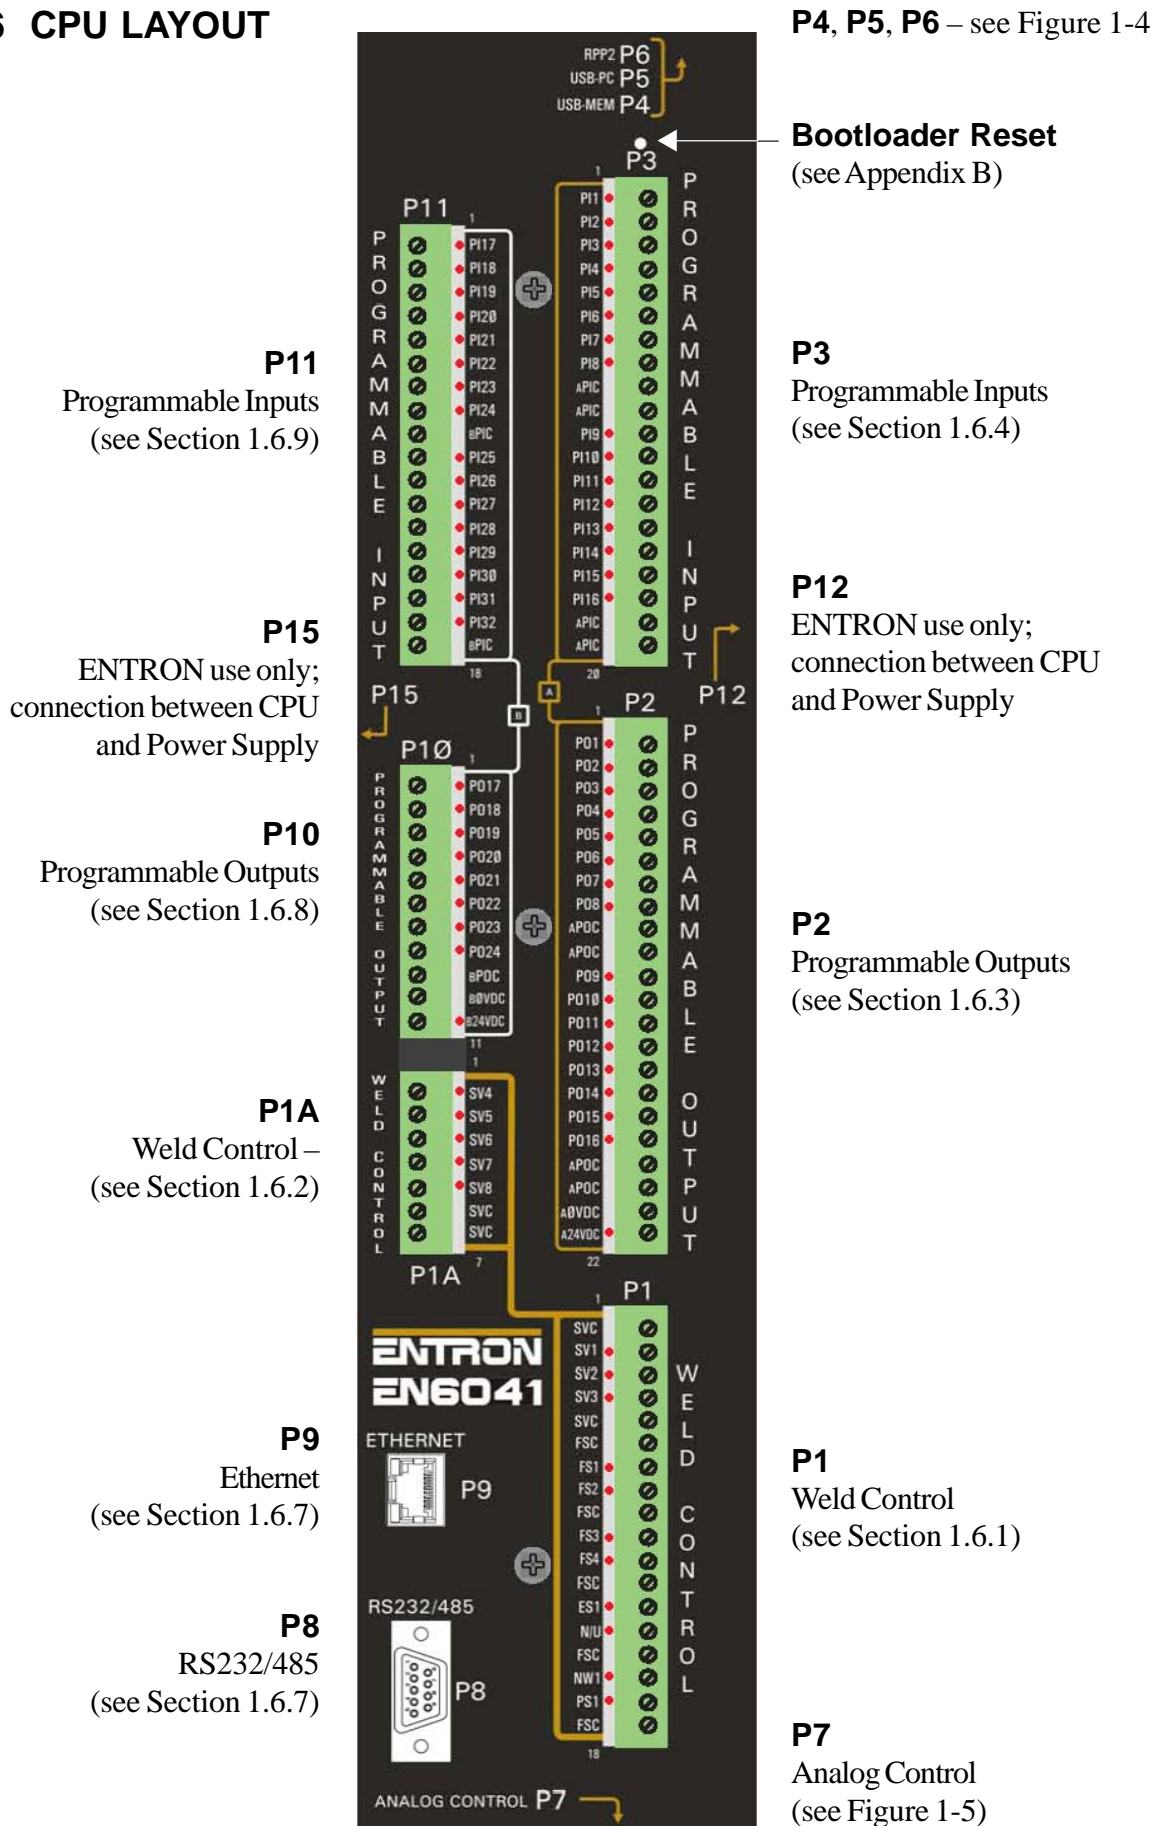 6 CPU LAYOUT
P4, P5, P6 – see Figure 1-4
RPP2 P6
USB-PC P5
USB-MEM P4
Bootloader Reset
(see Appendix B)
P3
1
PI1
PI2
PI3
PI4
PI5
PI6
PI7
PI8
APIC
APIC
PI9
PI10
PI11
PI12
PI13
PI14
PI15
PI16
APIC
APIC
20
PROGRAMMABLE INPUT
P11
1
PROGRAMMABLE INPUT
PI17
PI18
PI19
PI20
PI21
PI22
PI23
PI24
BPIC
PI25
PI26
PI27
PI28
PI29
PI30
PI31
PI32
BPIC
18
P11
Programmable Inputs
(see Section 1.6.9)
P3
Programmable Inputs
(see Section 1.6.4)
P15
ENTRON use only;
connection between CPU
and Power Supply
P12
ENTRON use only;
connection between CPU
and Power Supply
P15
B
A
P12
P1Ø
1
PROGRAMMABLE OUTPUT
PO17
PO18
PO19
PO20
PO21
PO22
PO23
PO24
BPOC
BØVDC
B24VDC
11
P2
1
PO1
PO2
PO3
PO4
PO5
PO6
PO7
PO8
APOC
APOC
PO9
PO10
PO11
PO12
PO13
PO14
PO15
PO16
APOC
APOC
AØVDC
A24VDC
22
PROGRAMMABLE OUTPUT
P10
Programmable Outputs
(see Section 1.6.8)
P2
Programmable Outputs
(see Section 1.6.3)
1
WELD CONTROL
SV4
SV5
SV6
SV7
SV8
SVC
SVC
7
P1A
P1A
Weld Control –
(see Section 1.6.2)
P1
1
SVC
SV1
SV2
SV3
SVC
FSC
FS1
FS2
FSC
FS3
FS4
FSC
ES1
N/U
FSC
NW1
PS1
FSC
18
WELD CONTROL
ENTRON
EN6041
P9
Ethernet
(see Section 1.6.7)
ETHERNET
P9
P1
Weld Control
(see Section 1.6.1)
P8
RS232/485
(see Section 1.6.7)
RS232/485
P8
P7
Analog Control
(see Figure 1-5)
ANALOG CONTROL P7